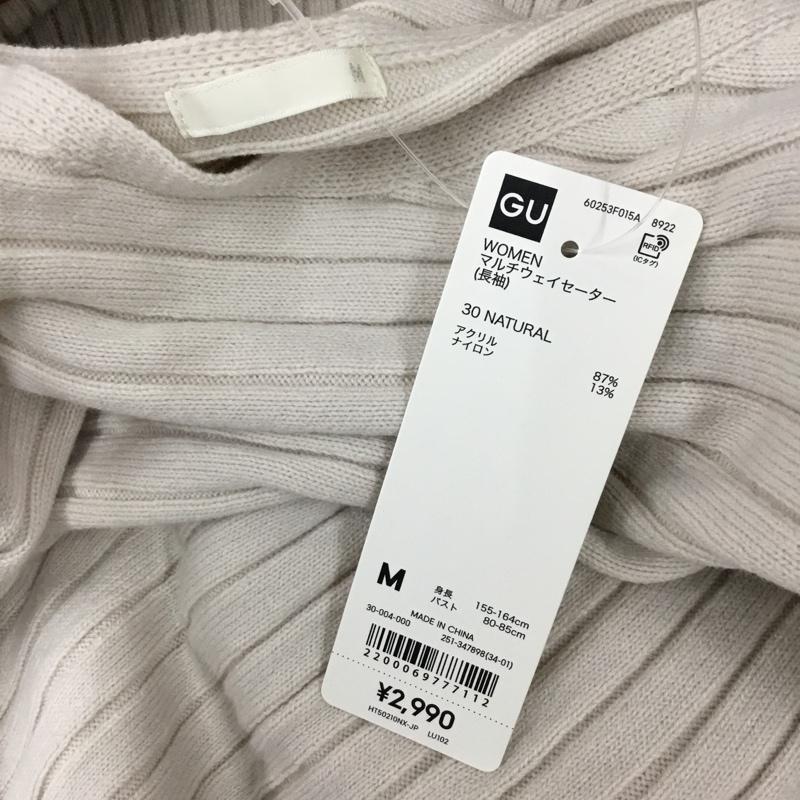 M
GU
60253F015A 8922
RFID
(ICタグ)
WOMEN
マルチウェイセーター
(長袖)
30 NATURAL
アクリル 87%
ナイロン 13%
M
身長 155-164cm
バスト 80-85cm
30-004-000
MADE IN CHINA
251-347898(34-01)
2200069777112
¥2,990
HT50210NX-JP LU102